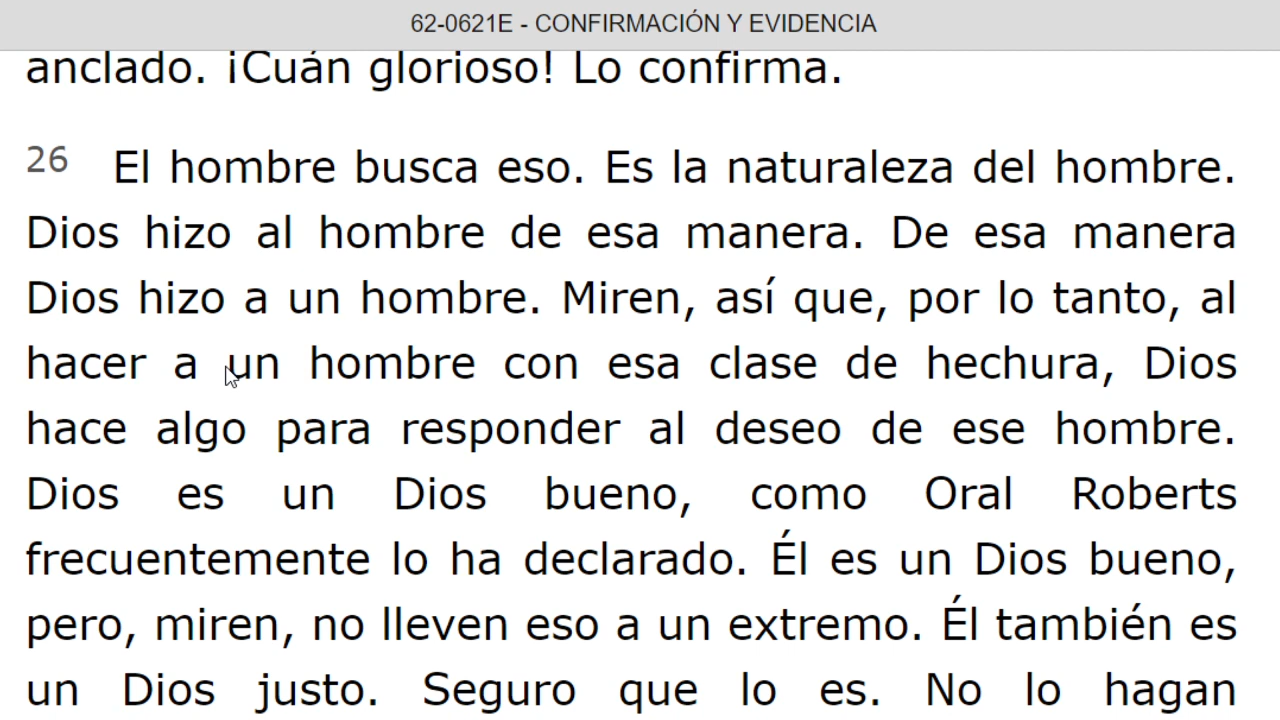 62-0621E - CONFIRMACIÓN Y EVIDENCIA
anclado. ¡Cuán glorioso! Lo confirma.
26 El hombre busca eso. Es la naturaleza del hombre.
Dios hizo al hombre de esa manera. De esa manera
Dios hizo a un hombre. Miren, así que, por lo tanto, al
hacer a un hombre con esa clase de hechura, Dios
hace algo para responder al deseo de ese hombre.
Dios es un Dios bueno, como Oral Roberts
frecuentemente lo ha declarado. Él es un Dios bueno,
pero, miren, no lleven eso a un extremo. Él también es
un Dios justo. Seguro que lo es. No lo hagan